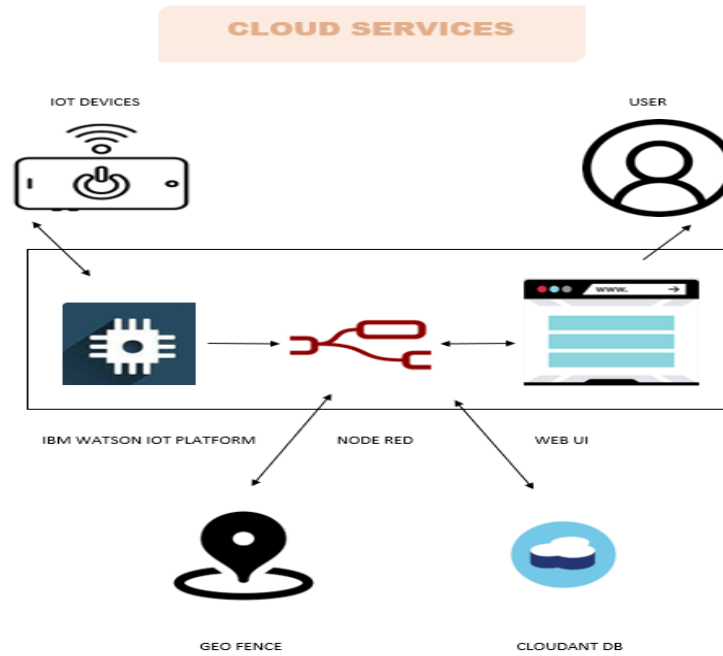 CLOUD SERVICES
IOT DEVICES
USER
www.
IBM WATSON IOT PLATFORM
NODE RED
WEB UI
GEO FENCE
CLOUDANT DB